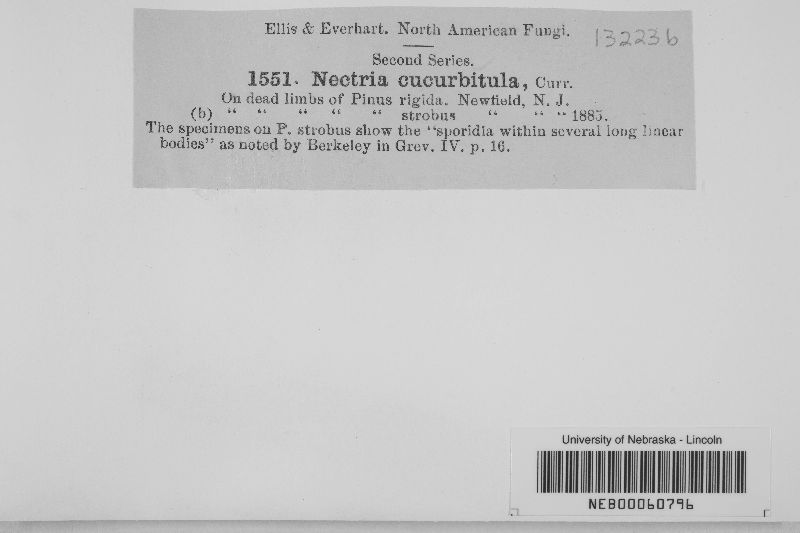 Ellis & Everhart. North American Fungi.
132236
Second Series.
1551. Nectria cucurbitula, Curr.
On dead limbs of Pinus rigida. Newfield, N. J.
(b) “ “ “ “ “ strobus “ “ “ 1885.
The specimens on P. strobus show the “sporidia within several long linear
bodies” as noted by Berkeley in Grev. IV. p. 16.
University of Nebraska - Lincoln
NEB00060796